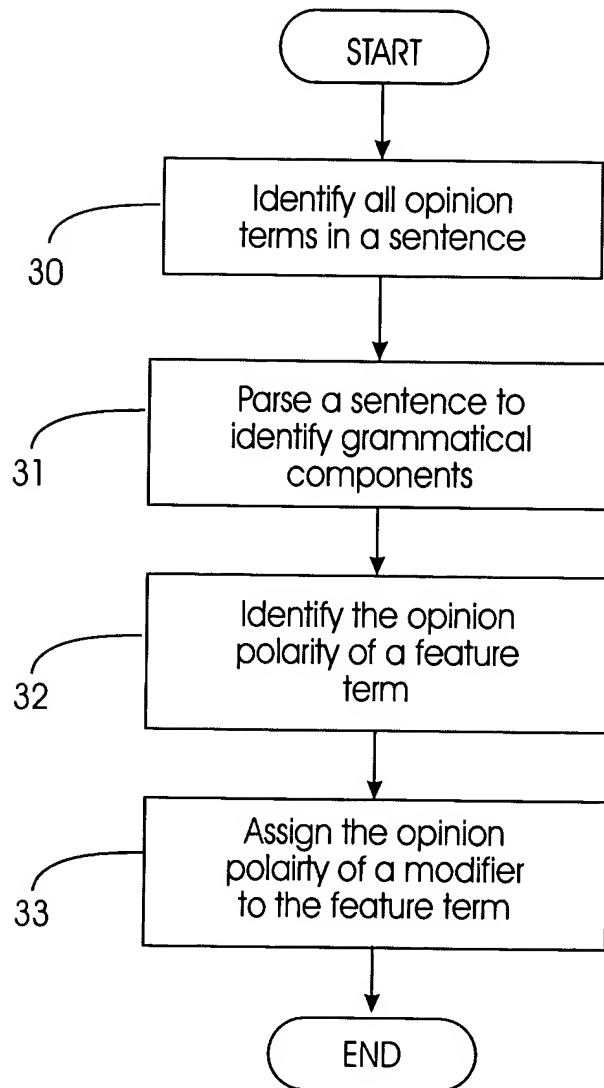 START
Identify all opinion
terms in a sentence
30
Parse a sentence to
identify grammatical
components
31
Identify the opinion
polarity of a feature
term
32
Assign the opinion
polairty of a modifier
to the feature term
33
END